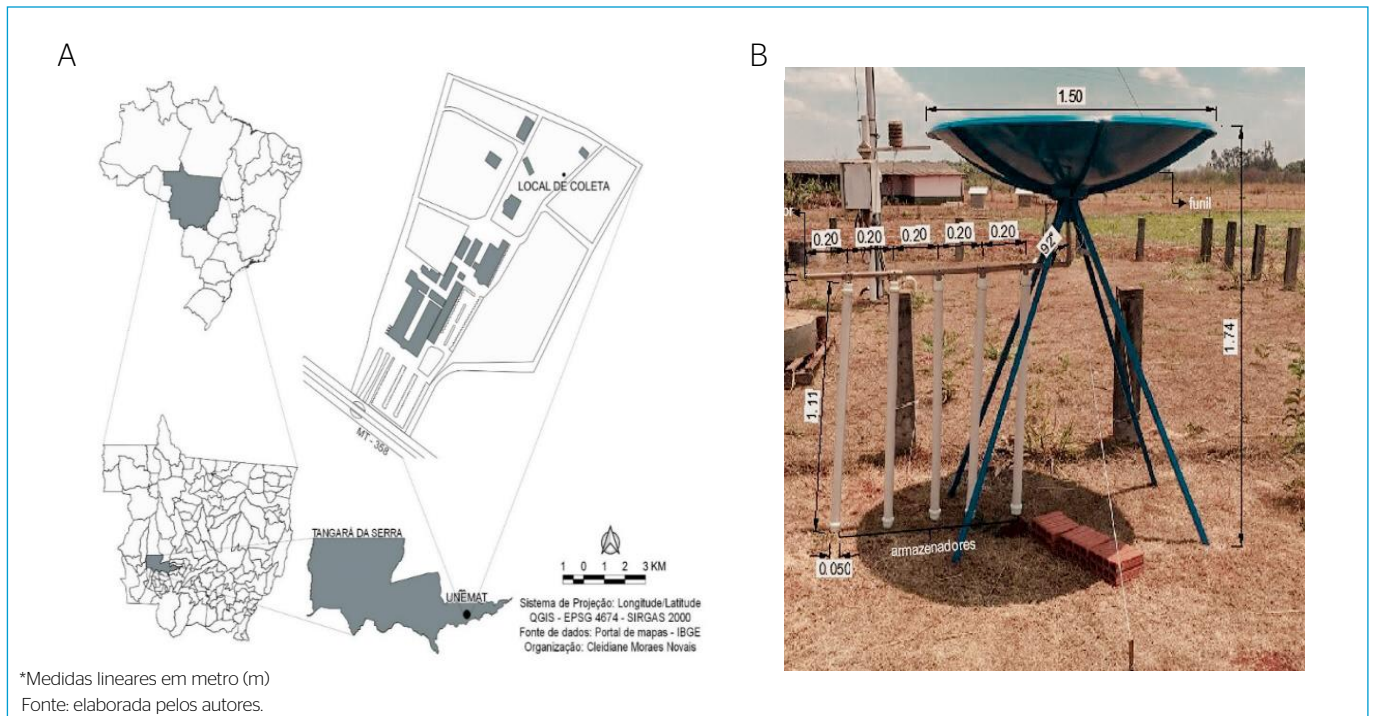 A
LOCAL DE COLETA
MT - 358
TANGARÁ DA SERRA
UNEMAT
1 0 1 2 3 KM
Sistema de Projeção: Longitude/Latitude
QGIS - EPSG 4674 - SIRGAS 2000
Fonte de dados: Portal de mapas - IBGE
Organização: Cleidiane Moraes Novais
*Medidas lineares em metro (m)
Fonte: elaborada pelos autores.
B
1.50
or
funil
0.20 0.20 0.20 0.20 0.20
92°
1.74
1.11
armazenadores
0.050